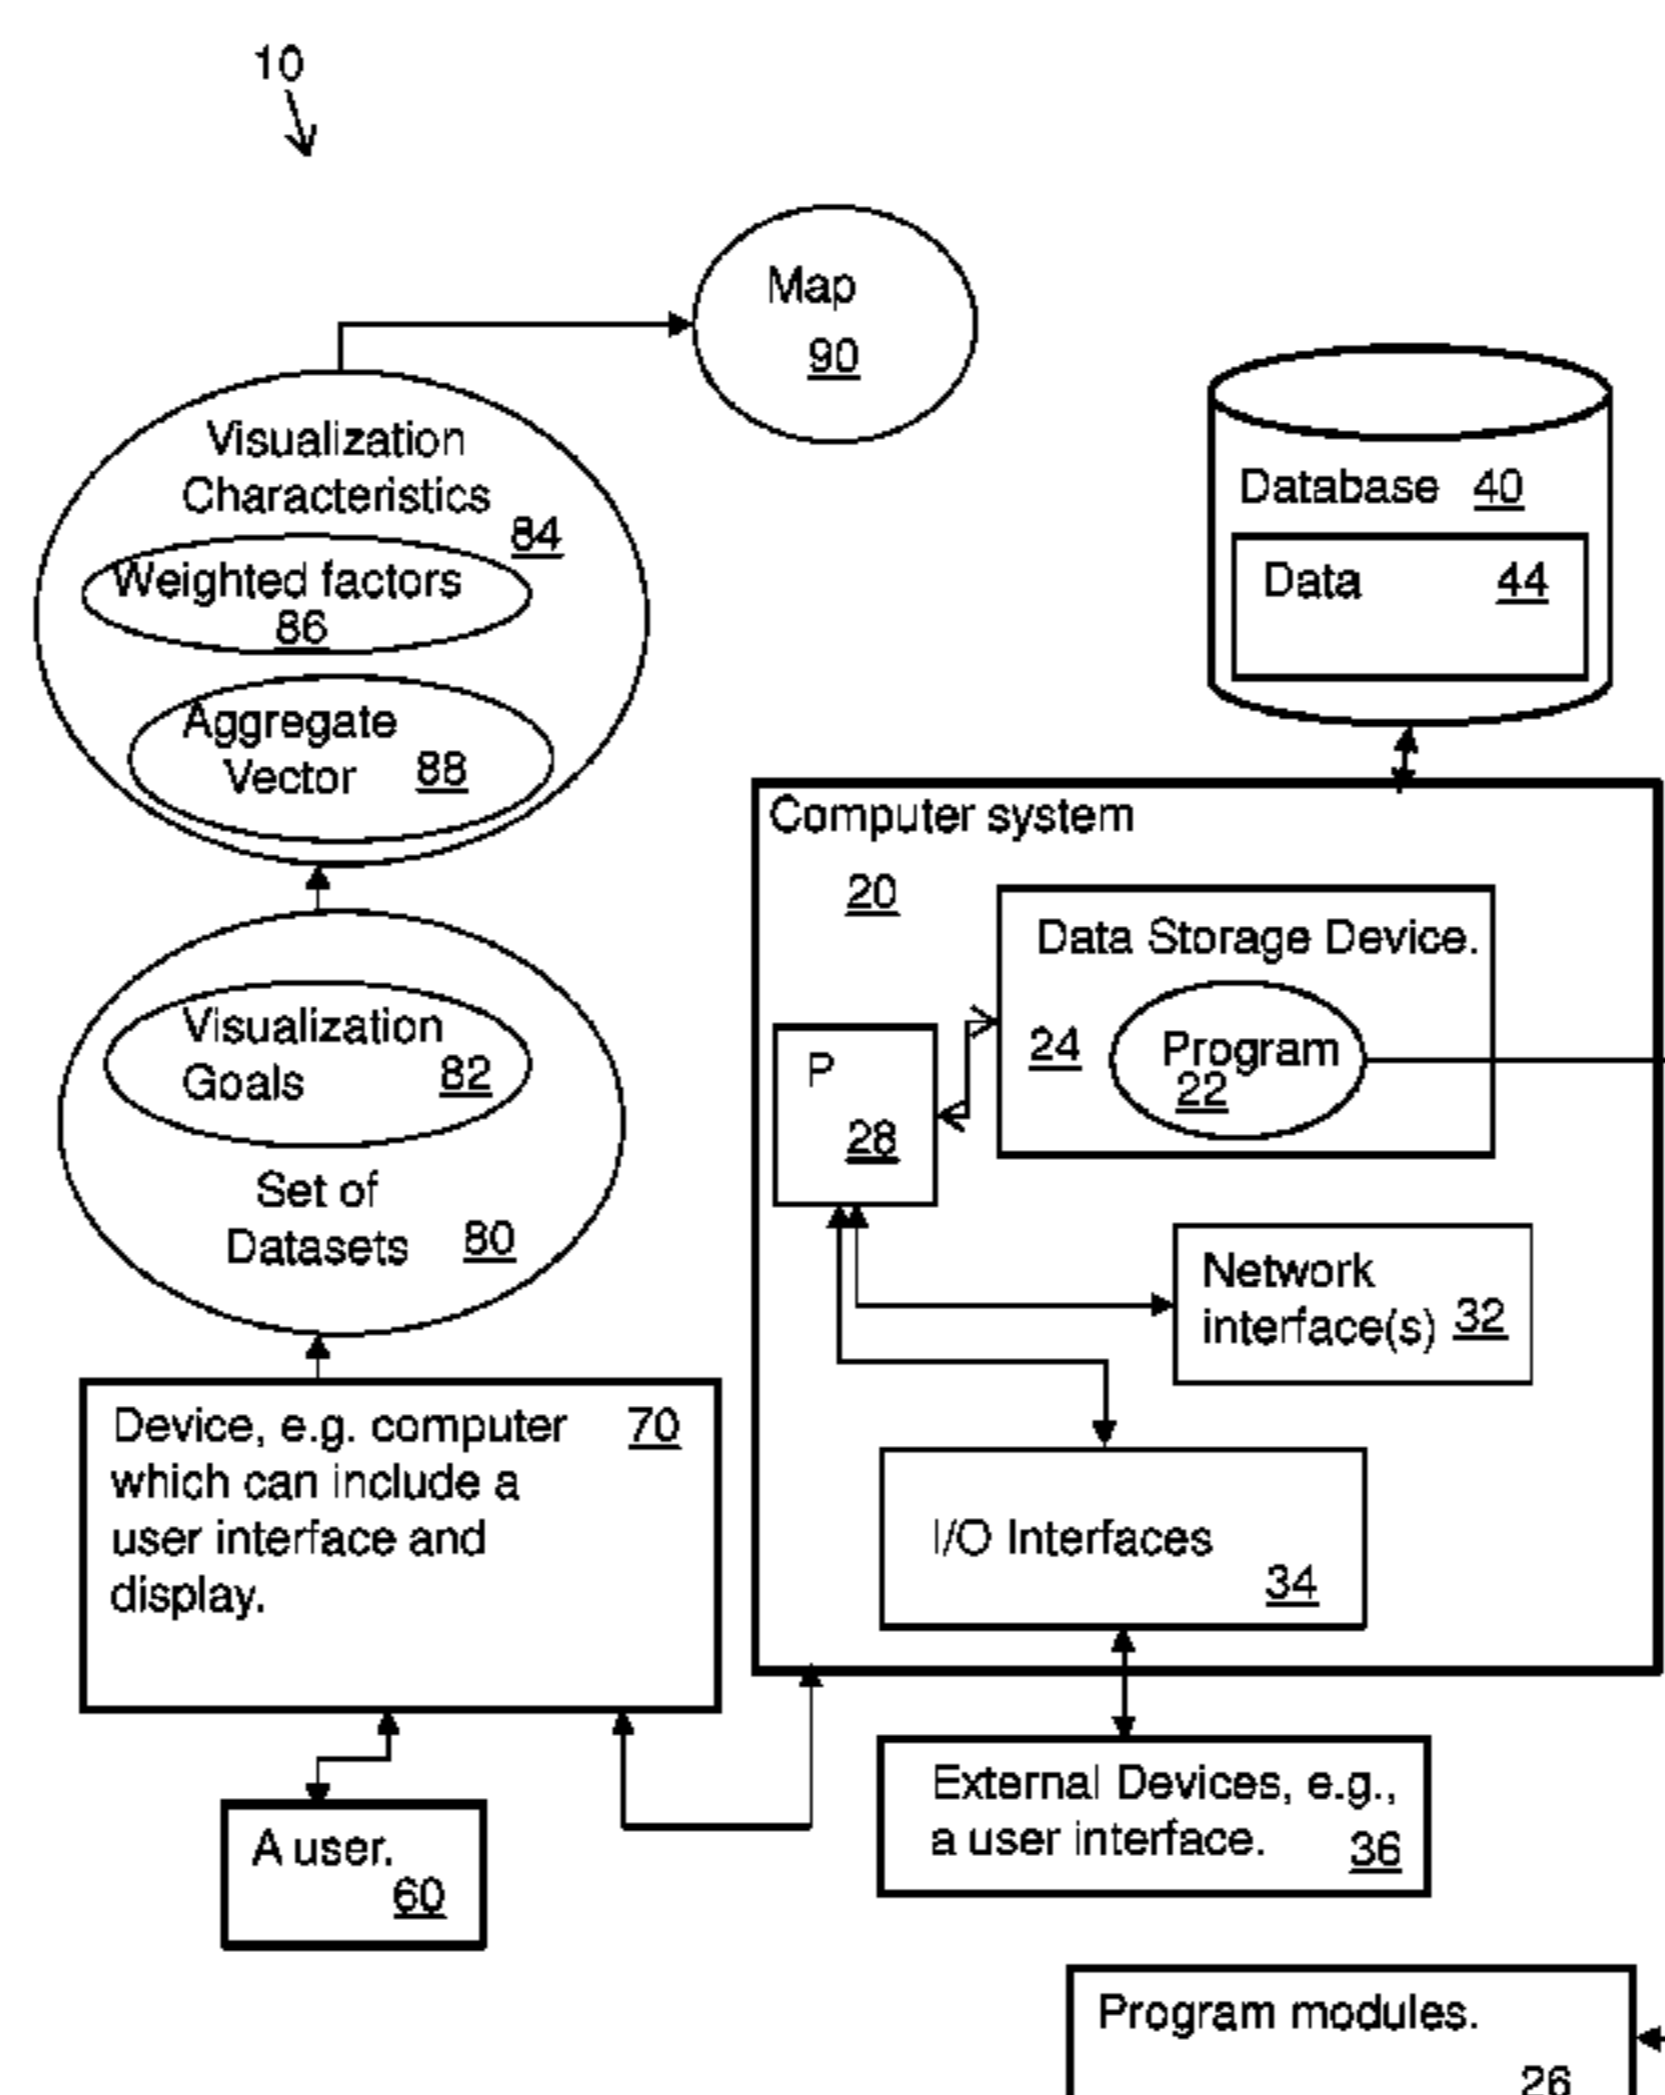 10
Map
90
Visualization
Characteristics
84
Weighted factors
86
Aggregate
Vector 88
Database 40
Data 44
Computer system
20
Data Storage Device.
24
Program
22
P
28
Network
interface(s) 32
I/O Interfaces
34
Visualization
Goals 82
Set of
Datasets 80
Device, e.g. computer 70
which can include a
user interface and
display.
A user.
60
External Devices, e.g.,
a user interface. 36
Program modules.
26